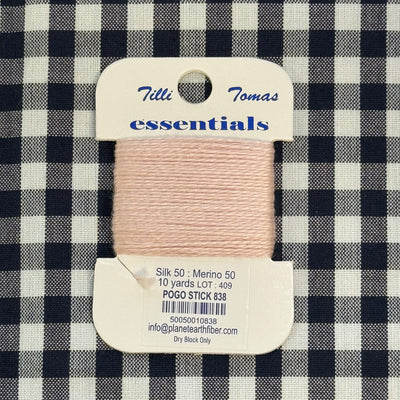 Tilli Tomas
essentials
Silk 50 : Merino 50
10 yards LOT : 409
POGO STICK 838
50050010838
info@planetearthfiber.com
Dry Block Only